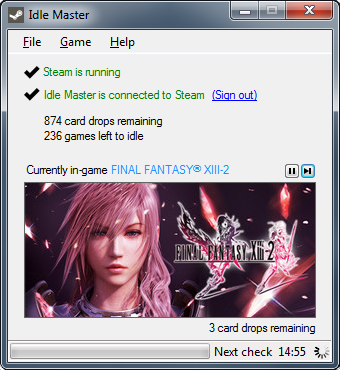 Idle Master
File Game Help
Steam is running
Idle Master is connected to Steam (Sign out)
874 card drops remaining
236 games left to idle
Currently in-game FINAL FANTASY® XIII-2
FINAL FANTASY XIII-2
3 card drops remaining
Next check 14:55